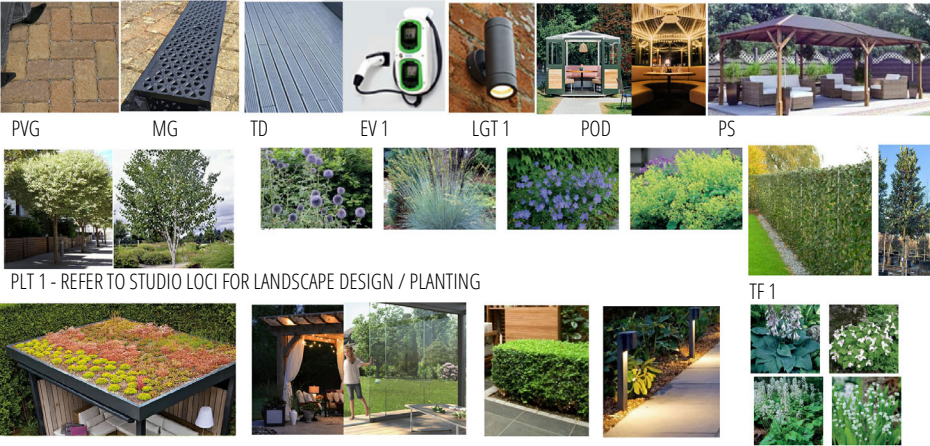 PVG
MG
TD
EV 1
LGT 1
POD
PS
PLT 1 - REFER TO STUDIO LOCI FOR LANDSCAPE DESIGN / PLANTING
TF 1